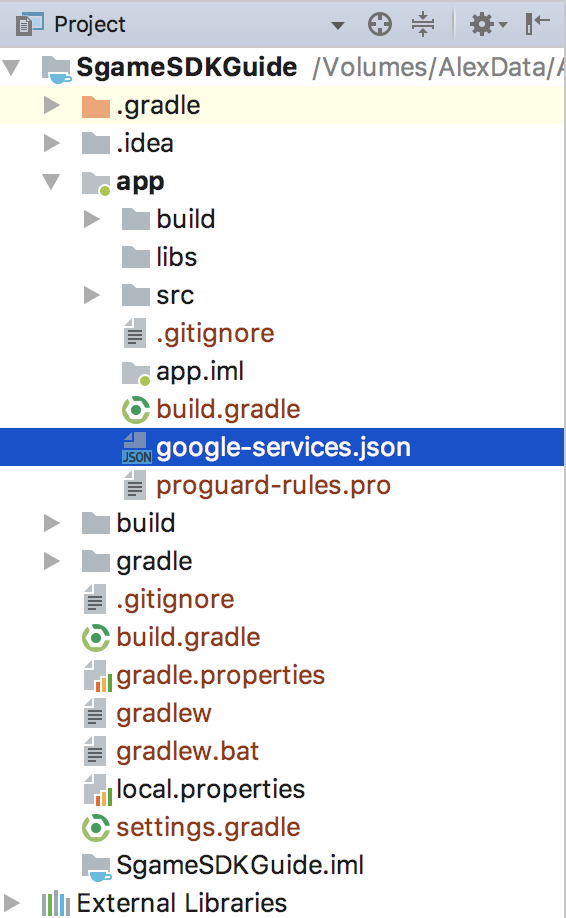 Project
SgameSDKGuide /Volumes/AlexData/
.gradle
.idea
app
build
libs
src
.gitignore
app.iml
build.gradle
JSON google-services.json
proguard-rules.pro
build
gradle
.gitignore
build.gradle
gradle.properties
gradlew
gradlew.bat
local.properties
settings.gradle
SgameSDKGuide.iml
External Libraries